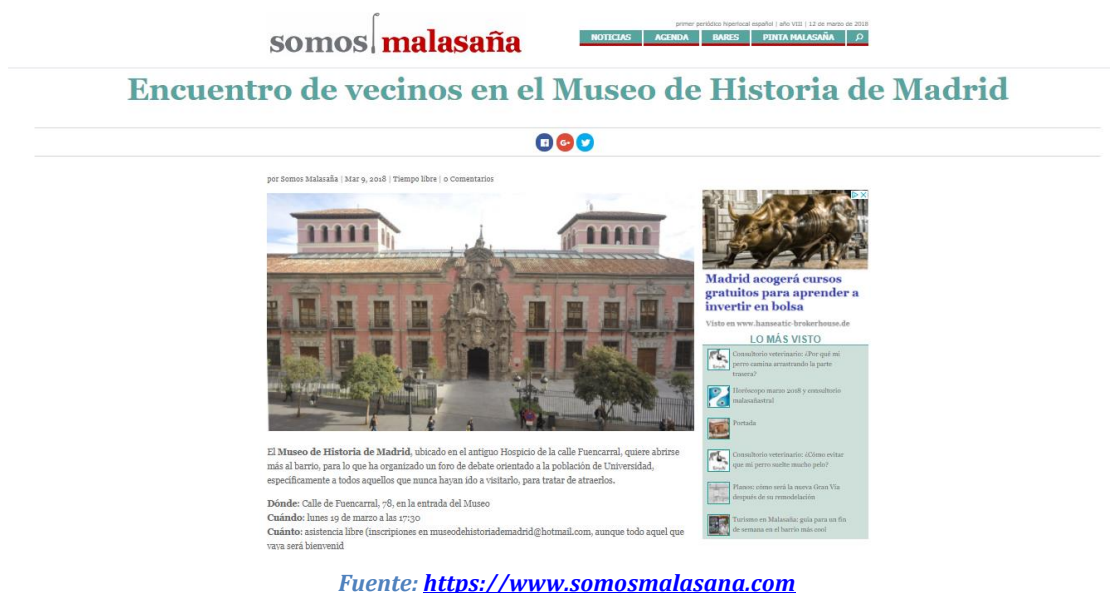 somos malasaña
primer periódico hiperlocal español | año VIII | 12 de marzo de 2018
NOTICIAS AGENDA BARES PINTA MALASAÑA
Encuentro de vecinos en el Museo de Historia de Madrid
G+
por Somos Malasaña | Mar 9, 2018 | Tiempo libre | 0 Comentarios
Madrid acogerá cursos
gratuitos para aprender a
invertir en bolsa
Visto en www.hanseatic-brokerhouse.de
LO MÁS VISTO
Consultorio veterinario: ¿Por qué mi
perro camina arrastrando la parte
trasera?
Horóscopo marzo 2018 y consultorio
malasañastral
Portada
Consultorio veterinario: ¿Cómo evitar
que mi perro suelte mucho pelo?
Planos: cómo será la nueva Gran Vía
después de su remodelación
Turismo en Malasaña: guía para un fin
de semana en el barrio más cool
El Museo de Historia de Madrid, ubicado en el antiguo Hospicio de la calle Fuencarral, quiere abrirse
más al barrio, para lo que ha organizado un foro de debate orientado a la población de Universidad,
específicamente a todos aquellos que nunca hayan ido a visitarlo, para tratar de atraerlos.
Dónde: Calle de Fuencarral, 78, en la entrada del Museo
Cuándo: lunes 19 de marzo a las 17:30
Cuánto: asistencia libre (inscripciones en museodehistoriademadrid@hotmail.com, aunque todo aquel que
vaya será bienvenid
Fuente: https://www.somosmalasana.com